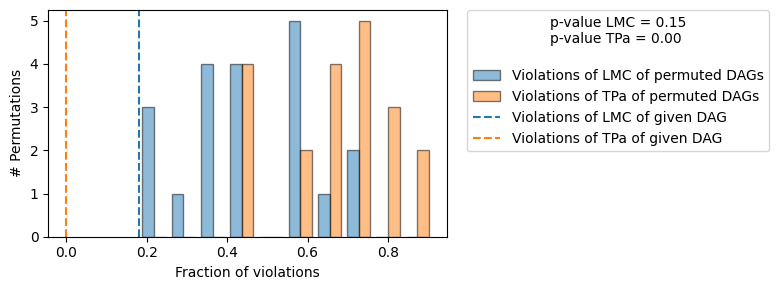 5
4
3
2
1
0
# Permutations
0.0 0.2 0.4 0.6 0.8
Fraction of violations
p-value LMC = 0.15
p-value TPa = 0.00
Violations of LMC of permuted DAGs
Violations of TPa of permuted DAGs
Violations of LMC of given DAG
Violations of TPa of given DAG